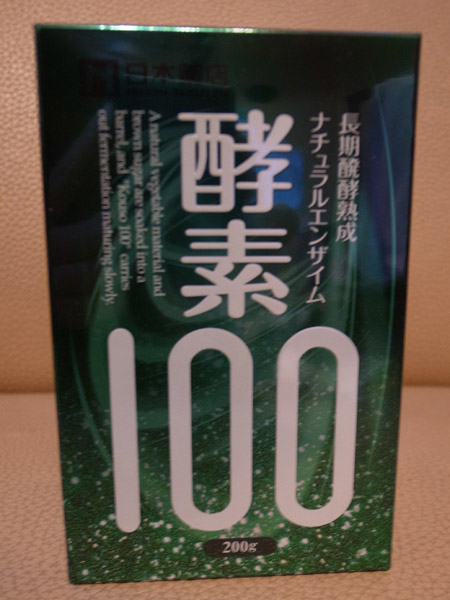 日本薬店
長期醗酵熟成
ナチュラルエンザイム
酵素
100
A natural vegetable material and
brown sugar are soaked into a
barrel, and "Kouso 100" carries
out fermentation maturing slowly.
200g